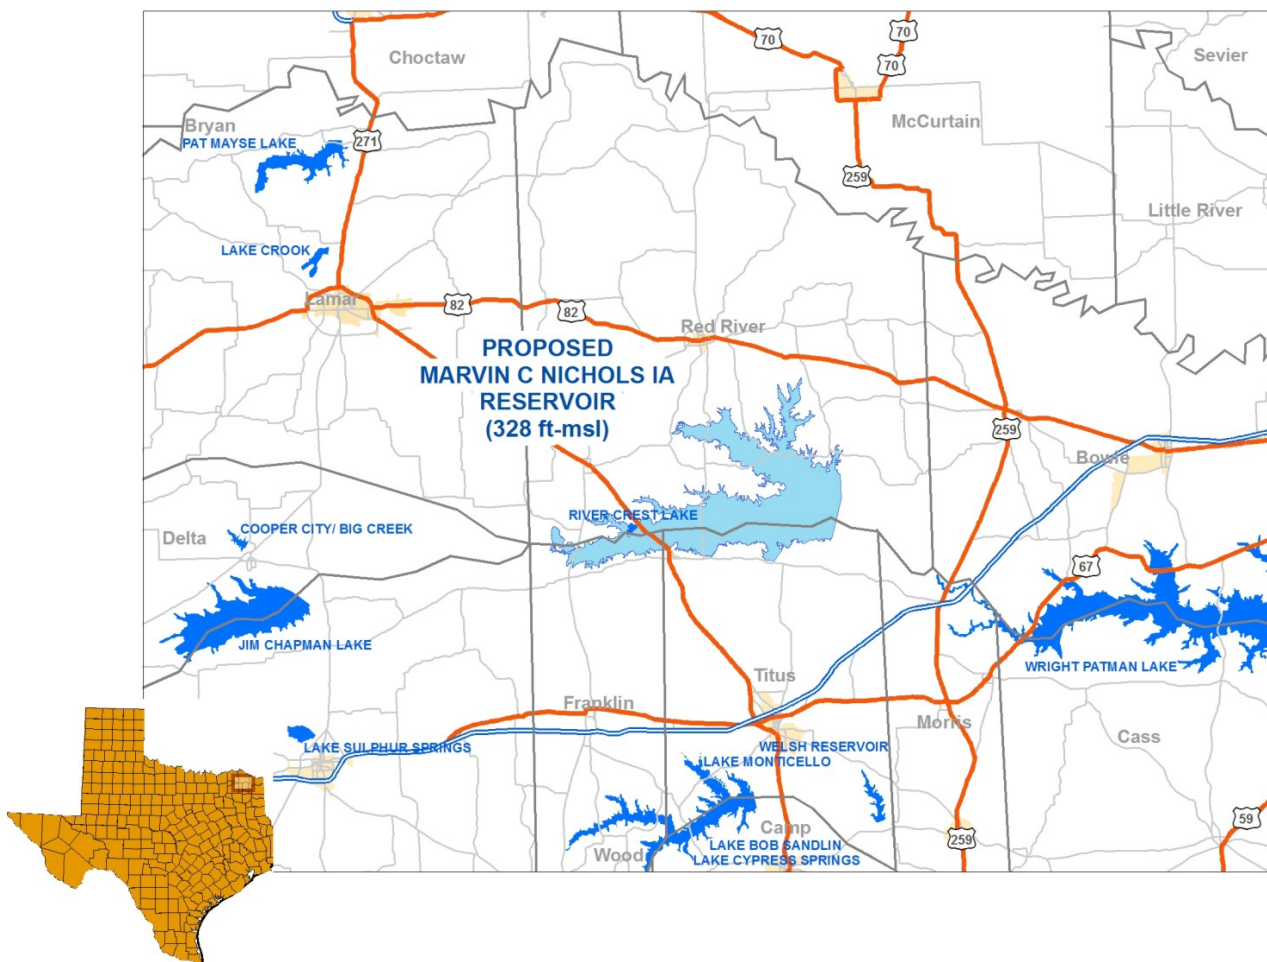 70
70
Choctaw
Sevier
70
Bryan
McCurtain
271
PAT MAYSE LAKE
259
Little River
LAKE CROOK
Lamar
82
82
Red River
PROPOSED
MARVIN C NICHOLS IA
RESERVOIR
(328 ft-msl)
259
Bowie
RIVER CREST LAKE
COOPER CITY/ BIG CREEK
Delta
67
JIM CHAPMAN LAKE
WRIGHT PATMAN LAKE
Titus
Franklin
Morris
Cass
LAKE SULPHUR SPRINGS
WELSH RESERVOIR
LAKE MONTICELLO
59
Camp
259
LAKE BOB SANDLIN
Wood
LAKE CYPRESS SPRINGS